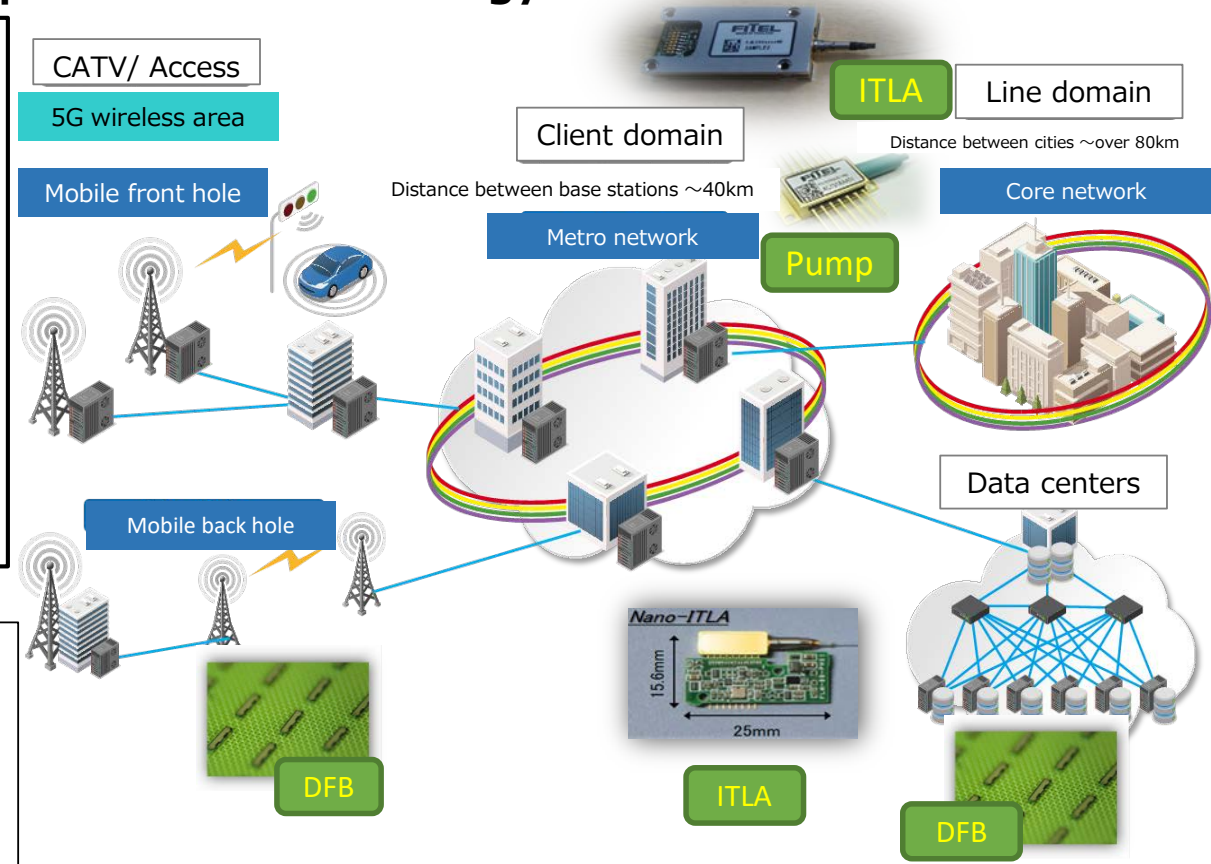 CATV/ Access
5G wireless area
Mobile front hole
Client domain
Distance between base stations ～40km
Metro network
FITEL
ITLA
Line domain
Distance between cities ～over 80km
Core network
FITEL
Pump
Mobile back hole
Data centers
DFB
Nano-ITLA
15.6mm
25mm
ITLA
DFB